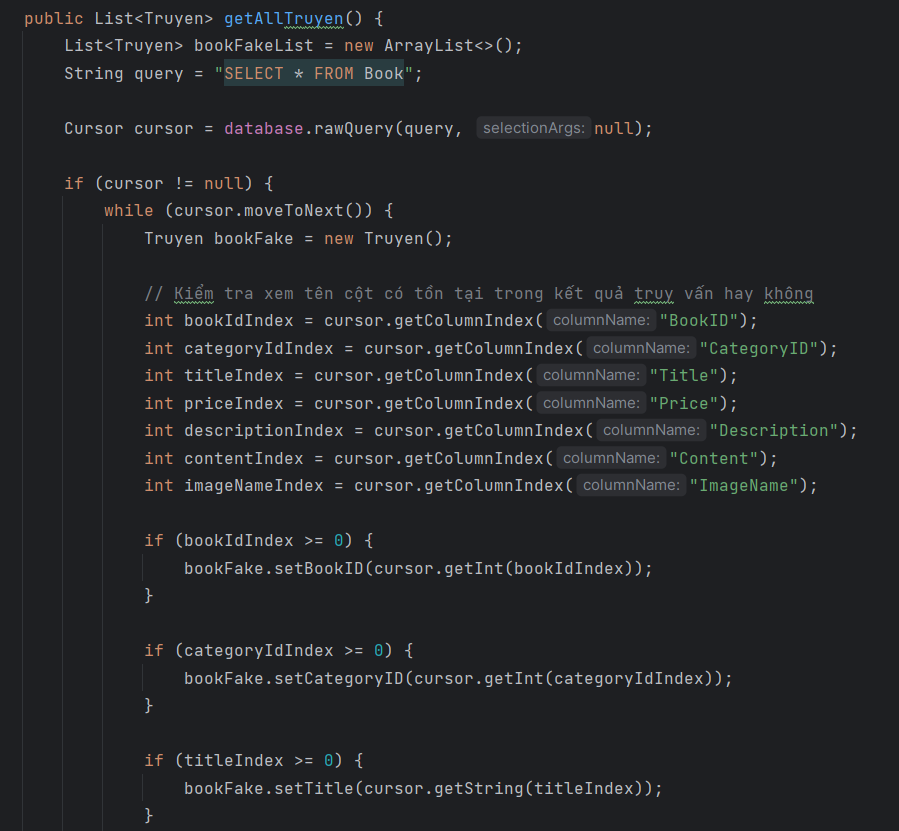 public List<Truyen> getAllTruyen() {
List<Truyen> bookFakeList = new ArrayList<>();
String query = "SELECT * FROM Book";
Cursor cursor = database.rawQuery(query, selectionArgs: null);
if (cursor != null) {
while (cursor.moveToNext()) {
Truyen bookFake = new Truyen();
// Kiểm tra xem tên cột có tồn tại trong kết quả truy vấn hay không
int bookIdIndex = cursor.getColumnIndex( columnName: "BookID");
int categoryIdIndex = cursor.getColumnIndex( columnName: "CategoryID");
int titleIndex = cursor.getColumnIndex( columnName: "Title");
int priceIndex = cursor.getColumnIndex( columnName: "Price");
int descriptionIndex = cursor.getColumnIndex( columnName: "Description");
int contentIndex = cursor.getColumnIndex( columnName: "Content");
int imageNameIndex = cursor.getColumnIndex( columnName: "ImageName");
if (bookIdIndex >= 0) {
bookFake.setBookID(cursor.getInt(bookIdIndex));
}
if (categoryIdIndex >= 0) {
bookFake.setCategoryID(cursor.getInt(categoryIdIndex));
}
if (titleIndex >= 0) {
bookFake.setTitle(cursor.getString(titleIndex));
}